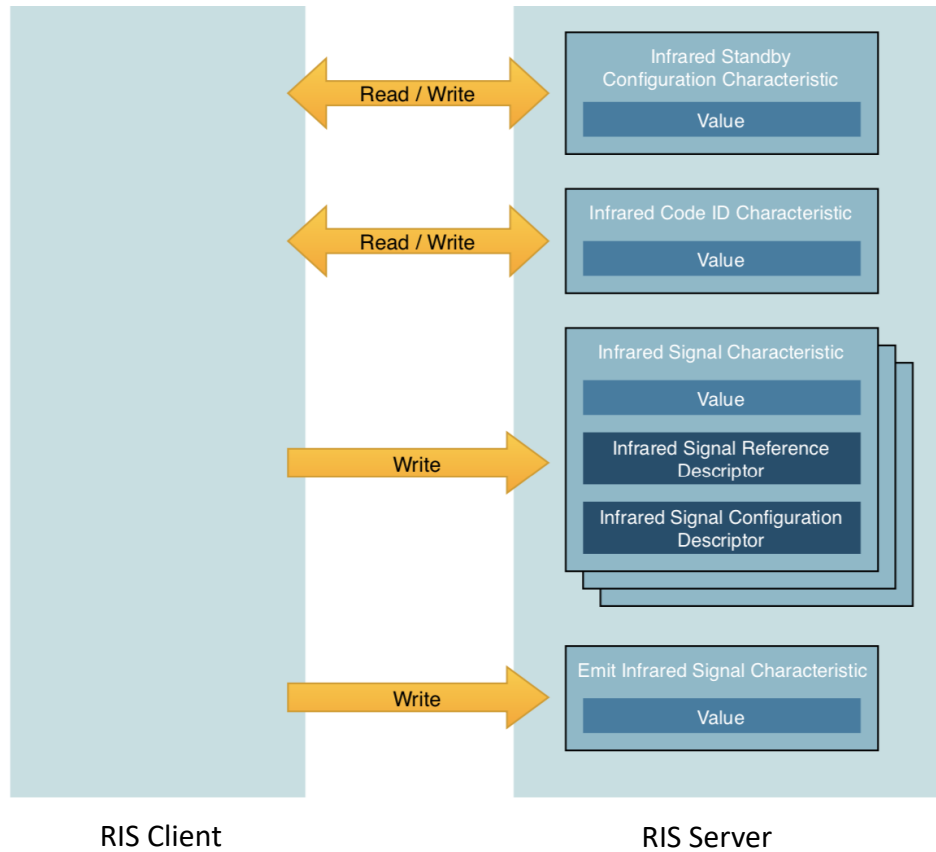 Infrared Standby
Configuration Characteristic
Read / Write
Value
Infrared Code ID Characteristic
Read / Write
Value
Infrared Signal Characteristic
Value
Infrared Signal Reference
Descriptor
Write
Infrared Signal Configuration
Descriptor
Emit Infrared Signal Characteristic
Write
Value
RIS Client
RIS Server